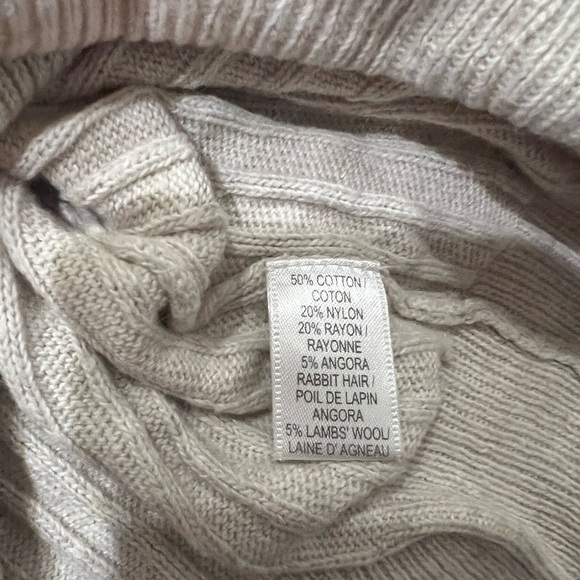 50% COTTON/
COTON
20% NYLON
20% RAYON/
RAYONNE
5% ANGORA
RABBIT HAIR/
POIL DE LAPIN
ANGORA
5% LAMBS' WOOL/
LAINE D' AGNEAU